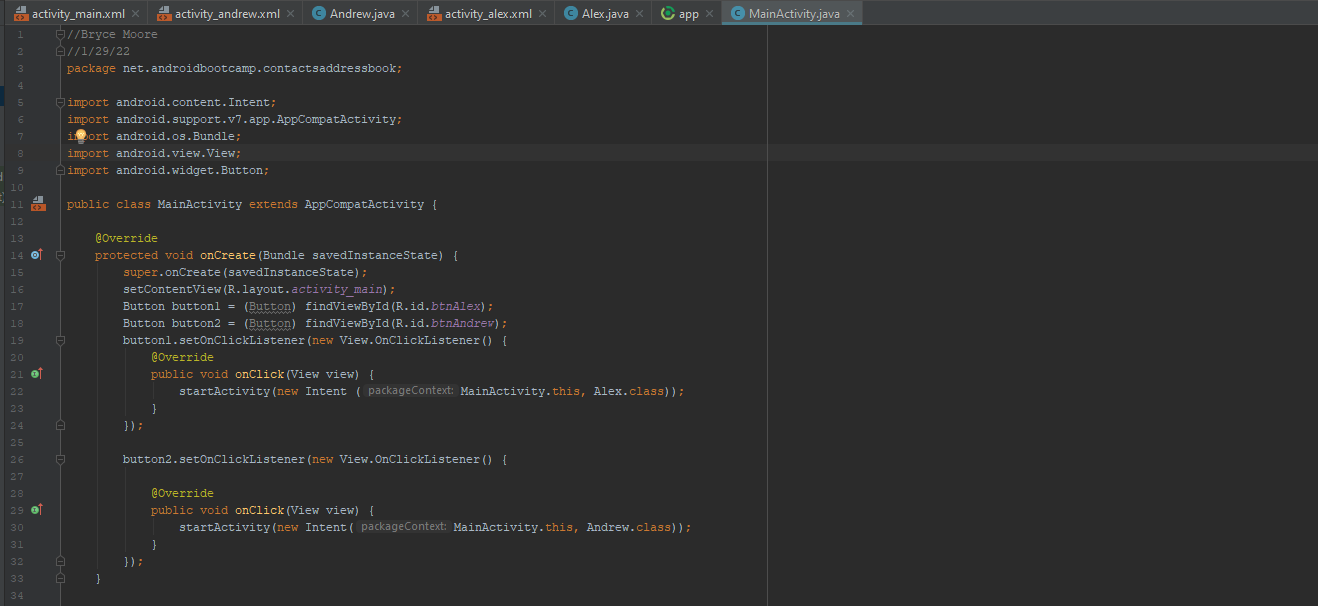 activity_main.xml activity_andrew.xml Andrew.java activity_alex.xml Alex.java app MainActivity.java
1 //Bryce Moore
2 //1/29/22
3 package net.androidbootcamp.contactsaddressbook;
4
5 import android.content.Intent;
6 import android.support.v7.app.AppCompatActivity;
7 import android.os.Bundle;
8 import android.view.View;
9 import android.widget.Button;
10
11 public class MainActivity extends AppCompatActivity {
12
13 @Override
14 protected void onCreate(Bundle savedInstanceState) {
15 super.onCreate(savedInstanceState);
16 setContentView(R.layout.activity_main);
17 Button button1 = (Button) findViewById(R.id.btnAlex);
18 Button button2 = (Button) findViewById(R.id.btnAndrev);
19 button1.setOnClickListener(new View.OnClickListener() {
20 @Override
21 public void onClick(View view) {
22 startActivity(new Intent ( packageContext: MainActivity.this, Alex.class));
23 }
24 });
25
26 button2.setOnClickListener(new View.OnClickListener() {
27
28 @Override
29 public void onClick(View view) {
30 startActivity(new Intent( packageContext: MainActivity.this, Andrew.class));
31 }
32 });
33 }
34